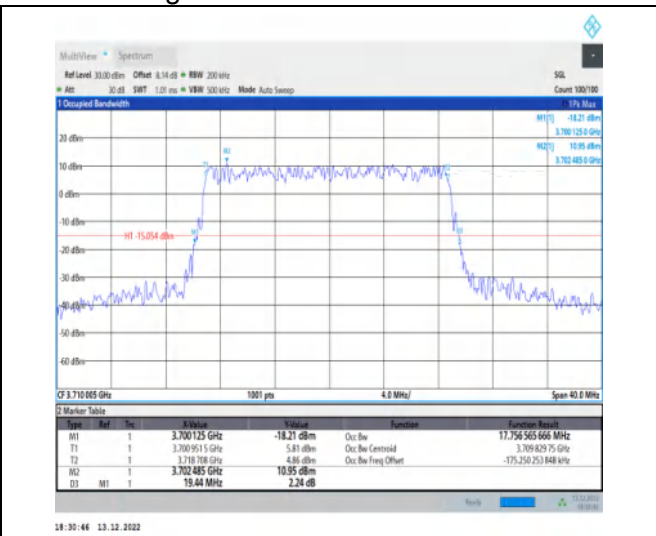 MultiView Spectrum
Ref Level 30.00 dBm Offset 8.14 dB RBW 200 kHz SGL
Att 30 dB SWT 1.01 ms VBW 500 kHz Mode Auto Sweep Count 100/100
1 Occupied Bandwidth 1Pk Max
M1[1] -18.21 dBm
3.700 125 0 GHz
20 dBm
M2[1] 10.95 dBm
3.702 485 0 GHz
M2
T1
10 dBm
0 dBm
-10 dBm
H1 -15.054 dBm
-20 dBm
-30 dBm
-40 dBm
-50 dBm
-60 dBm
CF 3.710 005 GHz 1001 pts 4.0 MHz/ Span 40.0 MHz
2 Marker Table
Type Ref Trc X-Value Y-Value Function Function Result
M1 1 3.700125 GHz -18.21 dBm Occ Bw 17.756 565 666 MHz
T1 1 3.700 951 5 GHz 5.81 dBm Occ Bw Centroid 3.709 829 75 GHz
T2 1 3.718 708 GHz 4.86 dBm Occ Bw Freq Offset -175.250 253 848 kHz
M2 1 3.702 485 GHz 10.95 dBm
D3 M1 1 19.44 MHz 2.24 dB
Ready 13.12.2022
18:30:46
18:30:46 13.12.2022